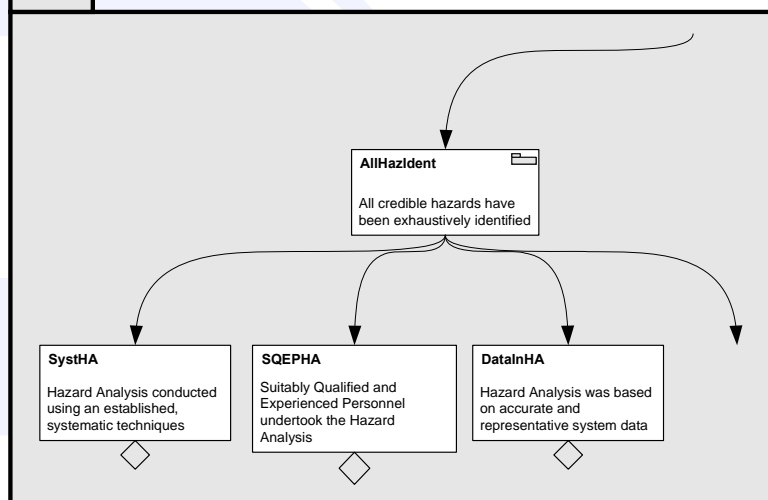 AllHazIdent
All credible hazards have
been exhaustively identified
SystHA
Hazard Analysis conducted
using an established,
systematic techniques
SQEPHA
Suitably Qualified and
Experienced Personnel
undertook the Hazard
Analysis
DataInHA
Hazard Analysis was based
on accurate and
representative system data